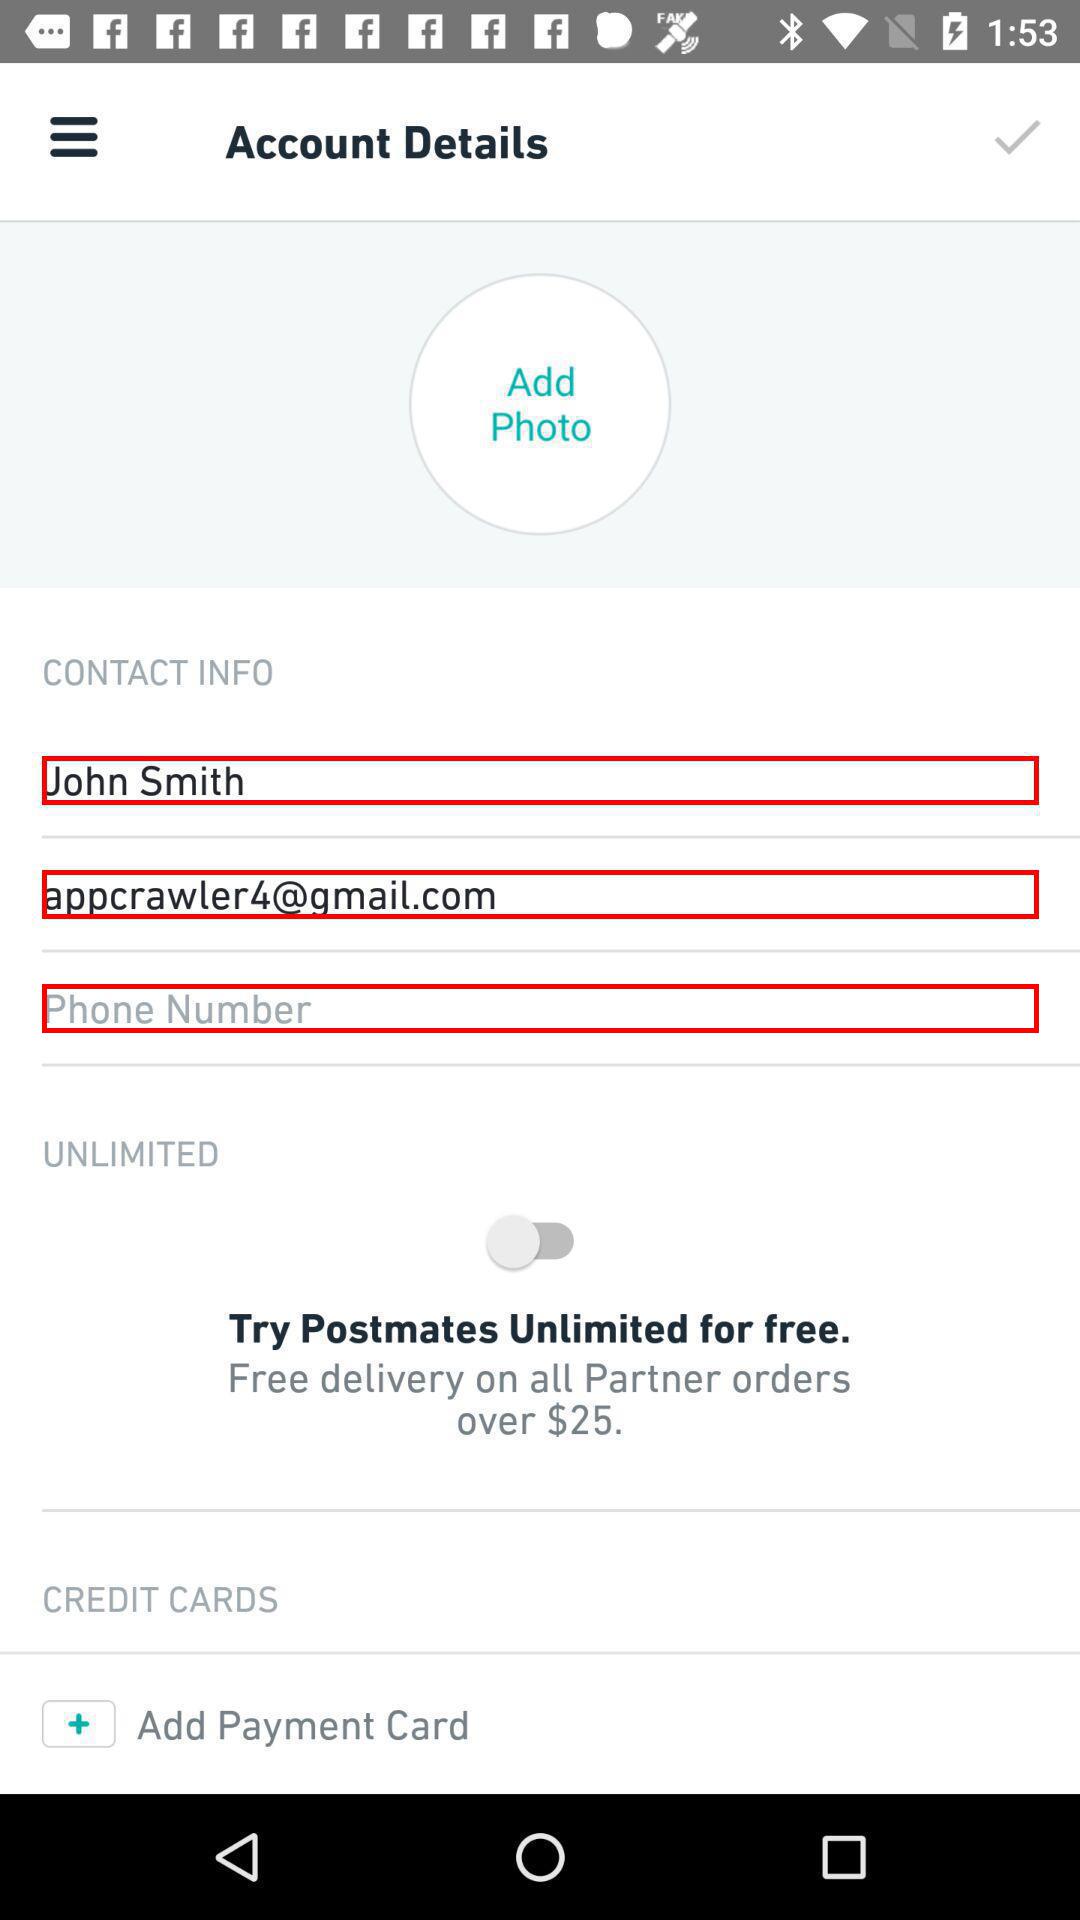 FAKE
1:53
Account Details
Add
Photo
CONTACT INFO
John Smith
appcrawler4@gmail.com
Phone Number
UNLIMITED
Try Postmates Unlimited for free.
Free delivery on all Partner orders
over $25.
CREDIT CARDS
Add Payment Card